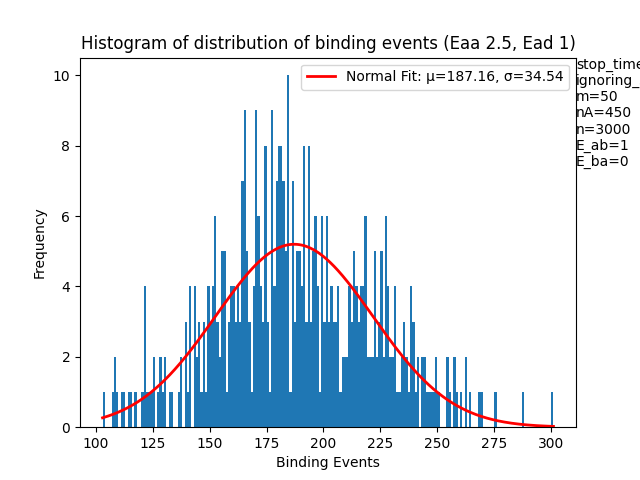 Histogram of distribution of binding events (Eaa 2.5, Ead 1)
Normal Fit: μ=187.16, σ=34.54
stop_time
ignoring_
m=50
nA=450
n=3000
E_ab=1
E_ba=0
Frequency
10
8
6
4
2
0
100 125 150 175 200 225 250 275 300
Binding Events